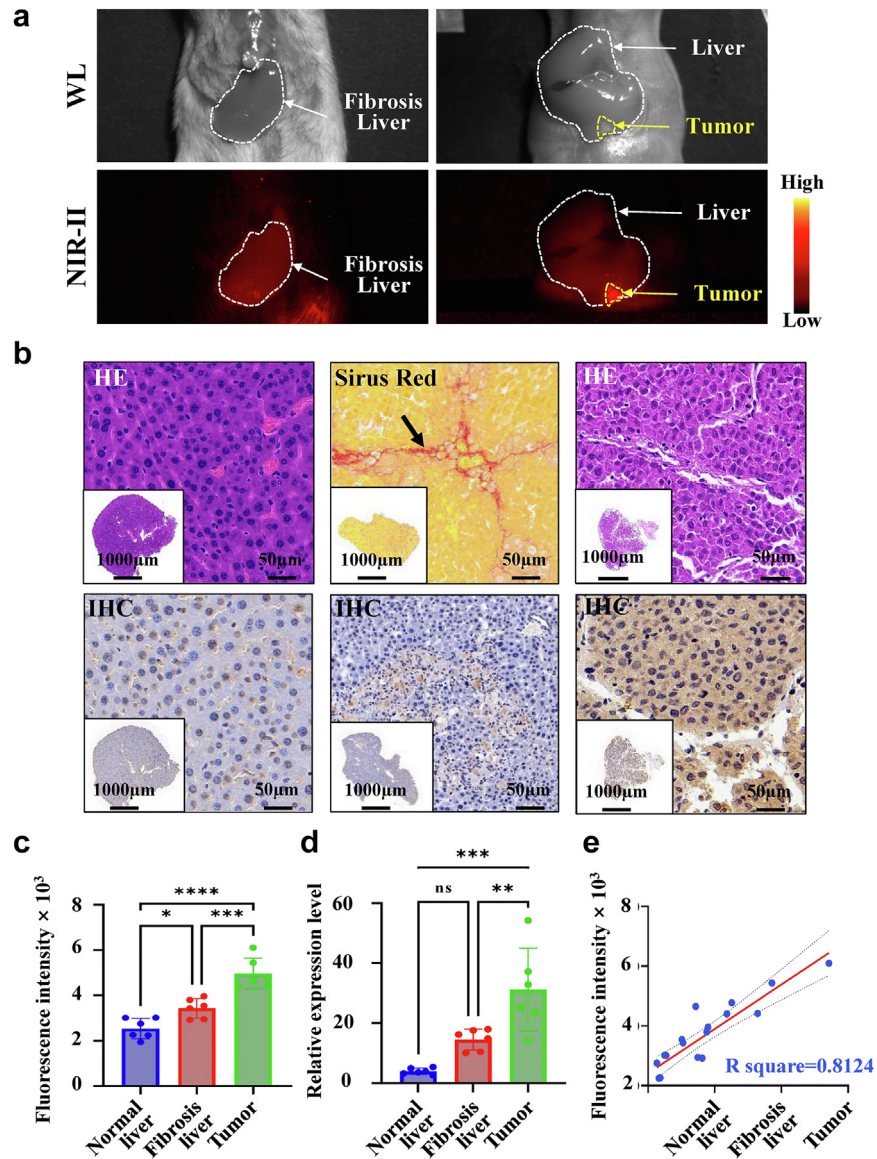 a
WL
Fibrosis
Liver
Liver
Tumor
NIR-II
Fibrosis
Liver
Liver
Tumor
High
Low
b
HE
1000μm
50μm
Sirus Red
1000μm
50μm
HE
1000μm
50μm
IHC
1000μm
50μm
IHC
1000μm
50μm
IHC
1000μm
50μm
c
Fluorescence intensity × 10³
8
6
4
2
0
****
*
***
Normal
liver
Fibrosis
liver
Tumor
d
Relative expression level
60
40
20
0
***
ns
**
Normal
liver
Fibrosis
liver
Tumor
e
Fluorescence intensity × 10³
8
6
4
2
R square=0.8124
Normal
liver
Fibrosis
liver
Tumor